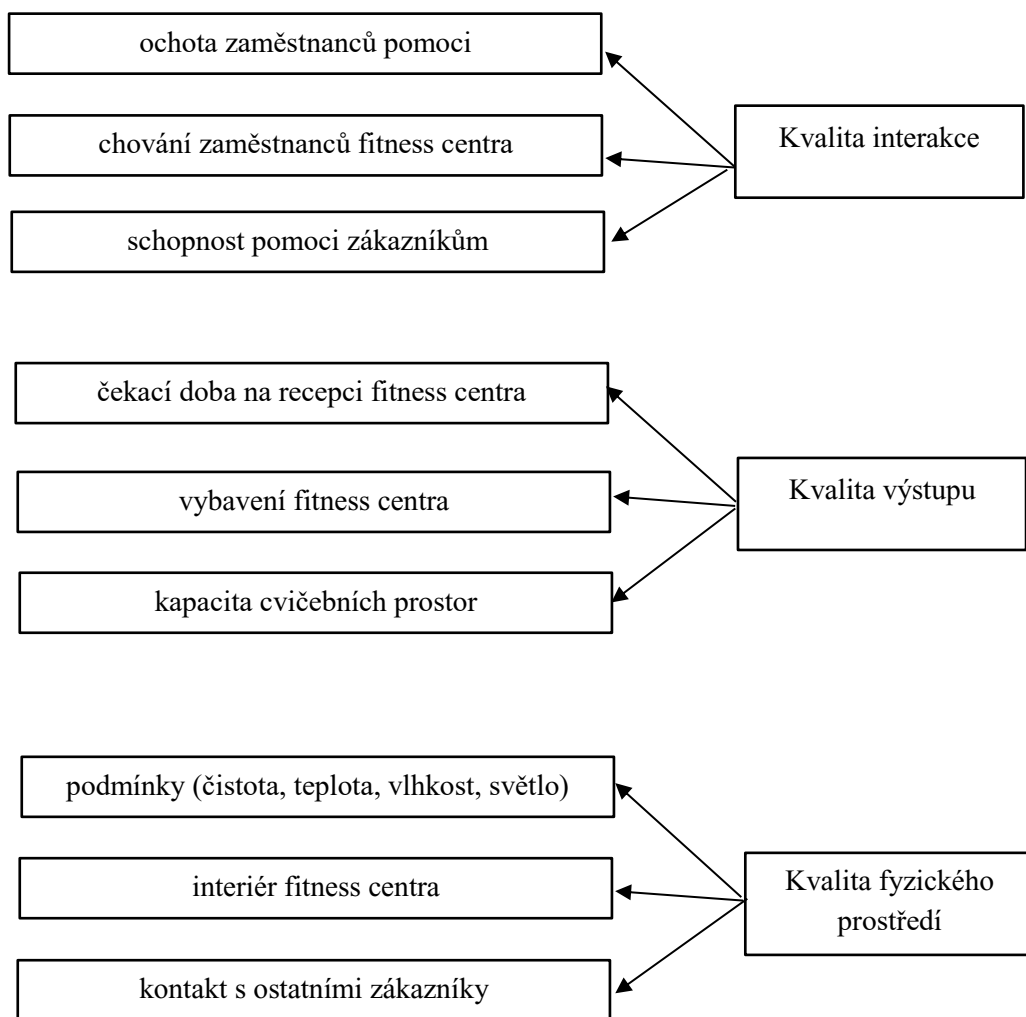 ochota zaměstnanců pomoci
chování zaměstnanců fitness centra
Kvalita interakce
schopnost pomoci zákazníkům
čekací doba na recepci fitness centra
vybavení fitness centra
Kvalita výstupu
kapacita cvičebních prostor
podmínky (čistota, teplota, vlhkost, světlo)
interiér fitness centra
Kvalita fyzického
prostředí
kontakt s ostatními zákazníky